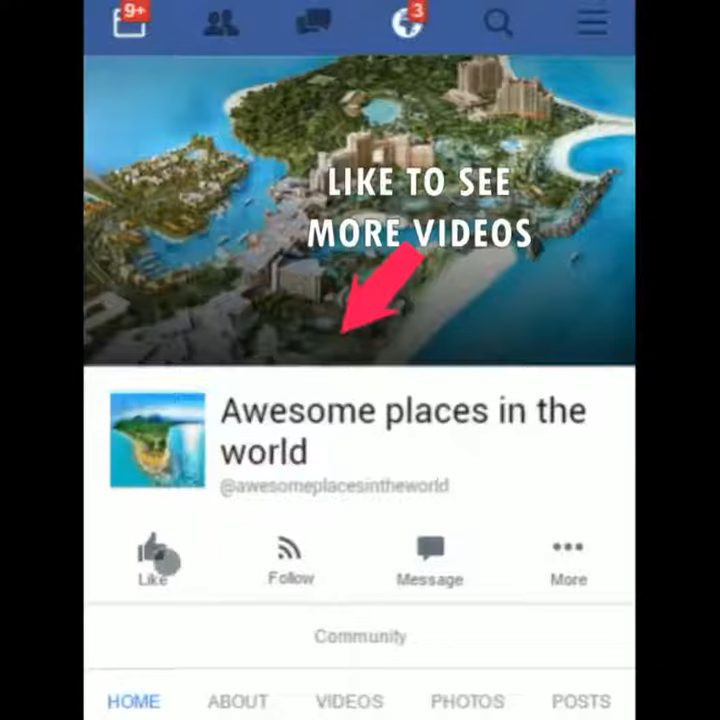 9+
3
LIKE TO SEE
MORE VIDEOS
Awesome places in the
world
@awesomeplacesintheworld
Like
Follow
Message
More
Community
HOME ABOUT VIDEOS PHOTOS POSTS